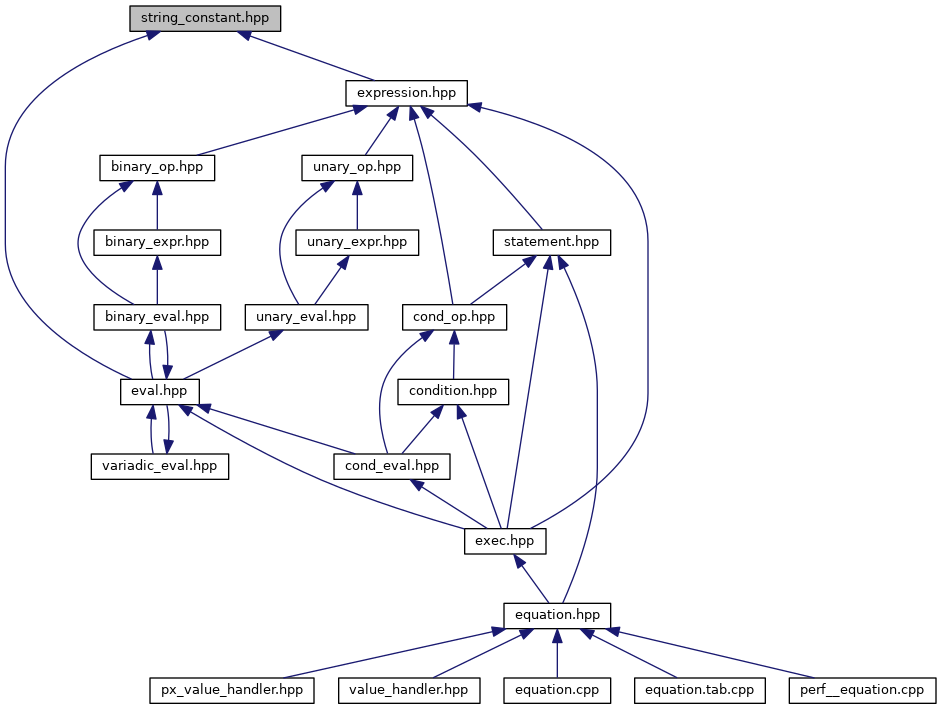 string_constant.hpp
expression.hpp
binary_op.hpp
unary_op.hpp
binary_expr.hpp
unary_expr.hpp
statement.hpp
binary_eval.hpp
unary_eval.hpp
cond_op.hpp
eval.hpp
condition.hpp
variadic_eval.hpp
cond_eval.hpp
exec.hpp
equation.hpp
px_value_handler.hpp
value_handler.hpp
equation.cpp
equation.tab.cpp
perf__equation.cpp